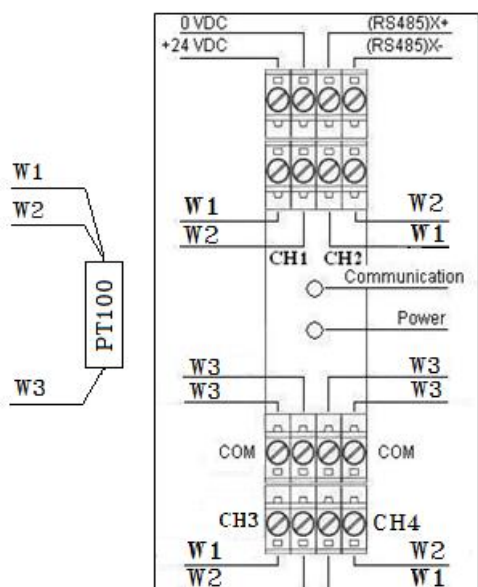 0 VDC (RS485)X+
+24 VDC (RS485)X-
W1
W2
PT100
W3
W1 W2
W2 CH1 CH2 W1
Communication
Power
W3 W3
W3 W3
COM COM
CH3 CH4
W1 W2
W2 W1